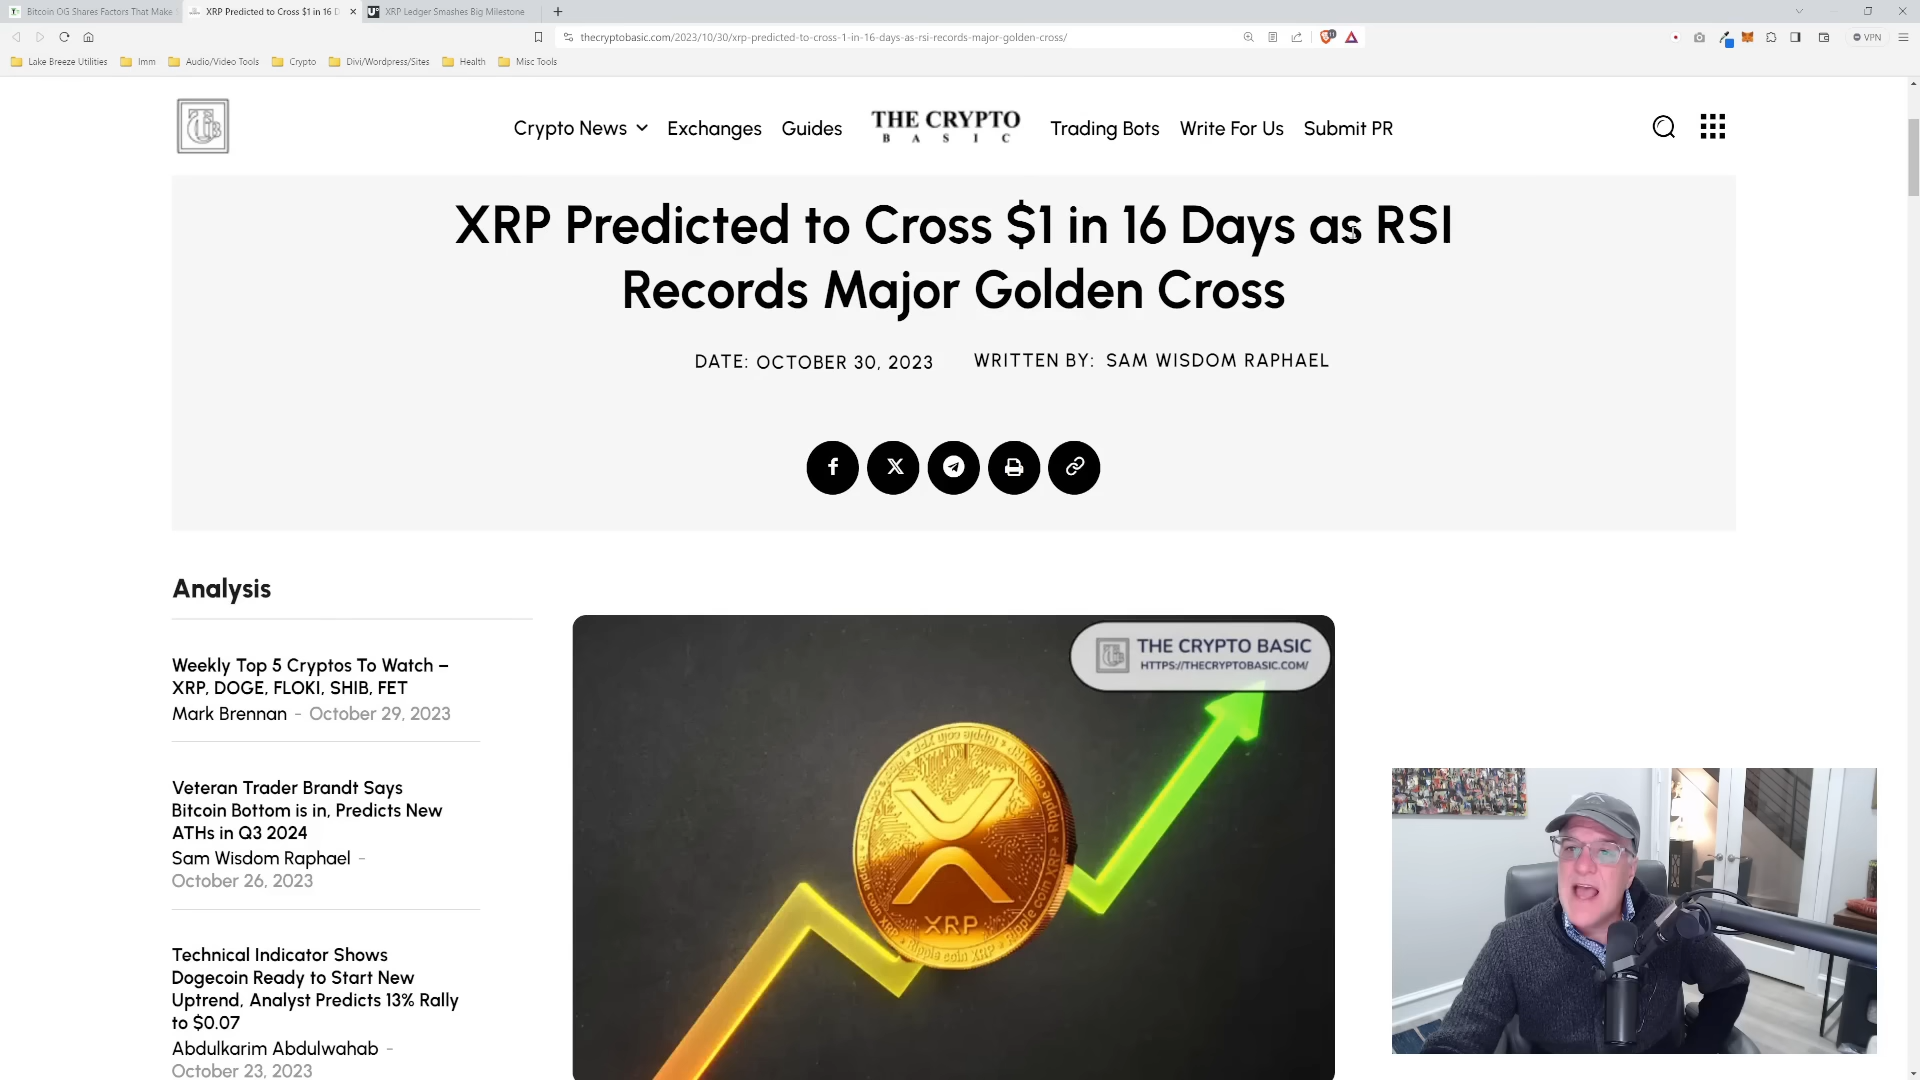 Bitcoin OG Shares Factors That Make
XRP Predicted to Cross $1 in 16 D
XRP Ledger Smashes Big Milestone
thecryptobasic.com/2023/10/30/xrp-predicted-to-cross-1-in-16-days-as-rsi-records-major-golden-cross/
VPN
Lake Breeze Utilities
Imm
Audio/Video Tools
Crypto
Divi/Wordpress/Sites
Health
Misc Tools
Crypto News
Exchanges
Guides
THE CRYPTO
BASIC
Trading Bots
Write For Us
Submit PR
XRP Predicted to Cross $1 in 16 Days as RSI
Records Major Golden Cross
DATE: OCTOBER 30, 2023
WRITTEN BY: SAM WISDOM RAPHAEL
Analysis
Weekly Top 5 Cryptos To Watch –
XRP, DOGE, FLOKI, SHIB, FET
Mark Brennan - October 29, 2023
Veteran Trader Brandt Says
Bitcoin Bottom is in, Predicts New
ATHs in Q3 2024
Sam Wisdom Raphael -
October 26, 2023
Technical Indicator Shows
Dogecoin Ready to Start New
Uptrend, Analyst Predicts 13% Rally
to $0.07
Abdulkarim Abdulwahab -
October 23, 2023
THE CRYPTO BASIC
HTTPS://THECRYPTOBASIC.COM/
XRP